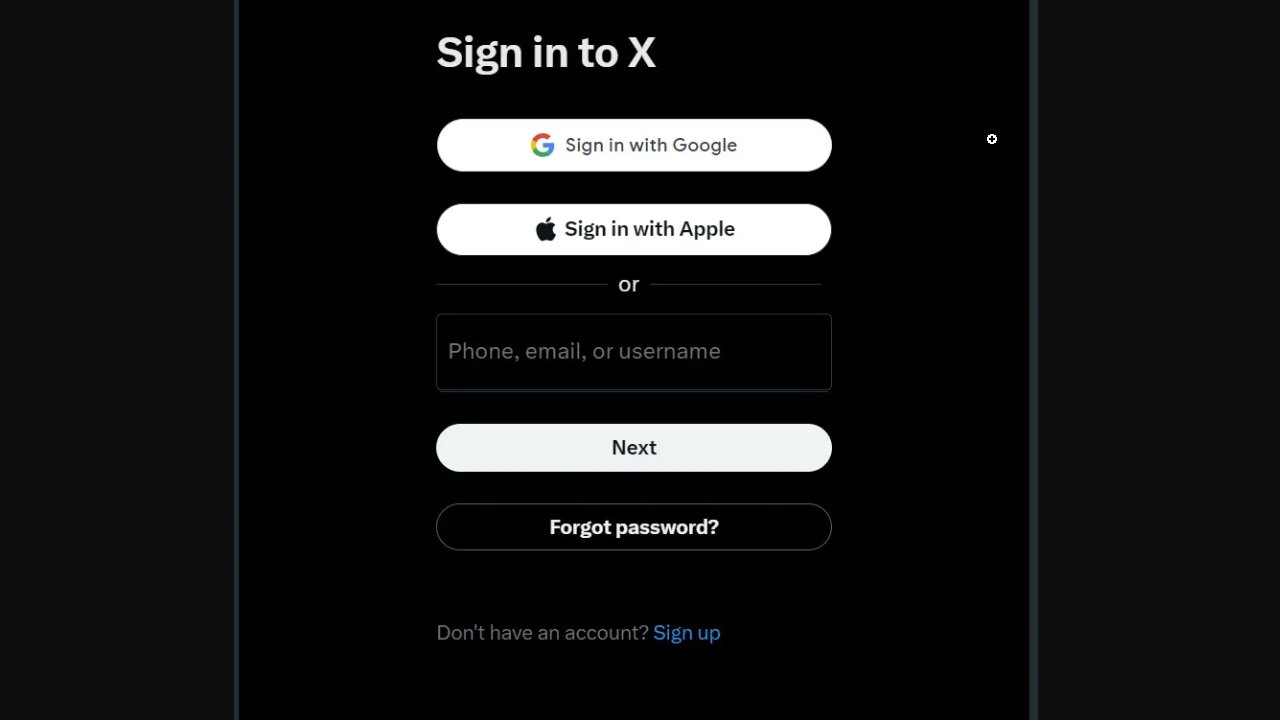 Sign in to X
Sign in with Google
Sign in with Apple
or
Phone, email, or username
Next
Forgot password?
Don't have an account? Sign up